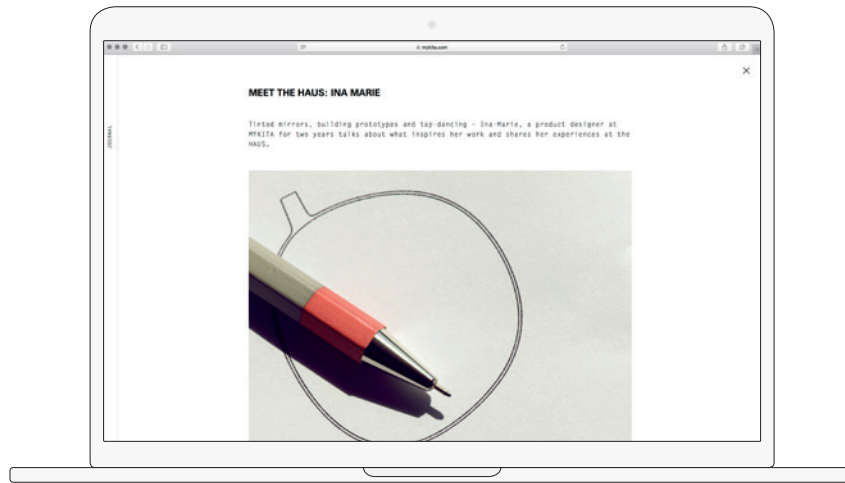 mykita.com
JOURNAL
MEET THE HAUS: INA MARIE
Tinted mirrors, building prototypes and tap-dancing – Ina-Marie, a product designer at
MYKITA for two years talks about what inspires her work and shares her experiences at the
HAUS.